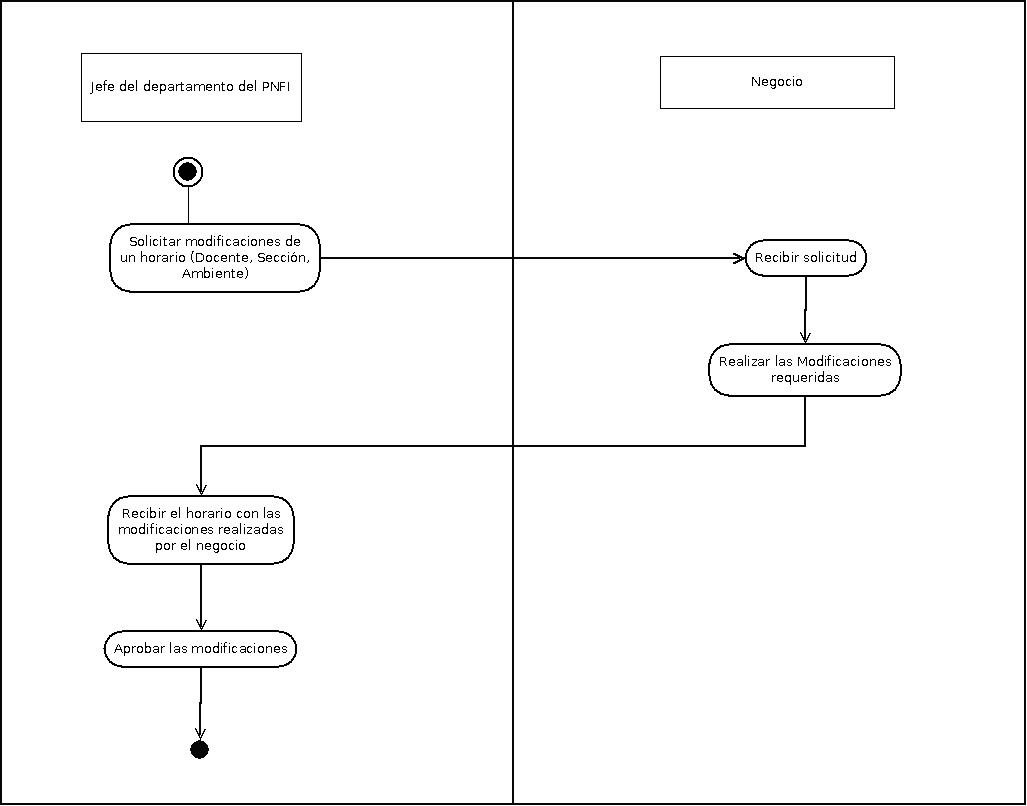 Jefe del departamento del PNFI
Negocio
Solicitar modificaciones de
un horario (Docente, Sección,
Ambiente)
Recibir solicitud
Realizar las Modificaciones
requeridas
Recibir el horario con las
modificaciones realizadas
por el negocio
Aprobar las modificaciones